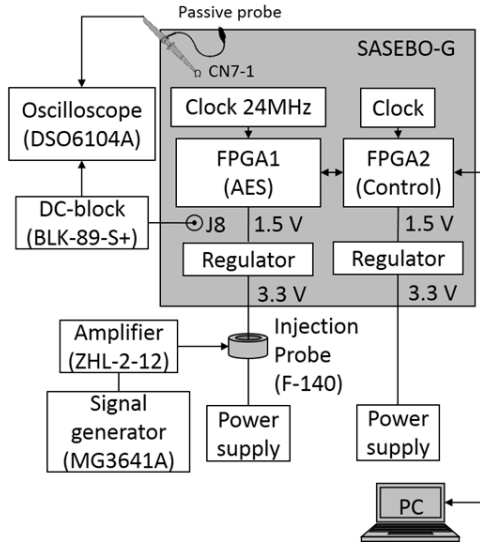 Passive probe
SASEBO-G
CN7-1
Oscilloscope
(DSO6104A)
Clock 24MHz
Clock
FPGA1
(AES)
FPGA2
(Control)
DC-block
(BLK-89-S+)
J8
1.5 V
1.5 V
Regulator
Regulator
3.3 V
3.3 V
Amplifier
(ZHL-2-12)
Injection
Probe
(F-140)
Signal
generator
(MG3641A)
Power
supply
Power
supply
PC